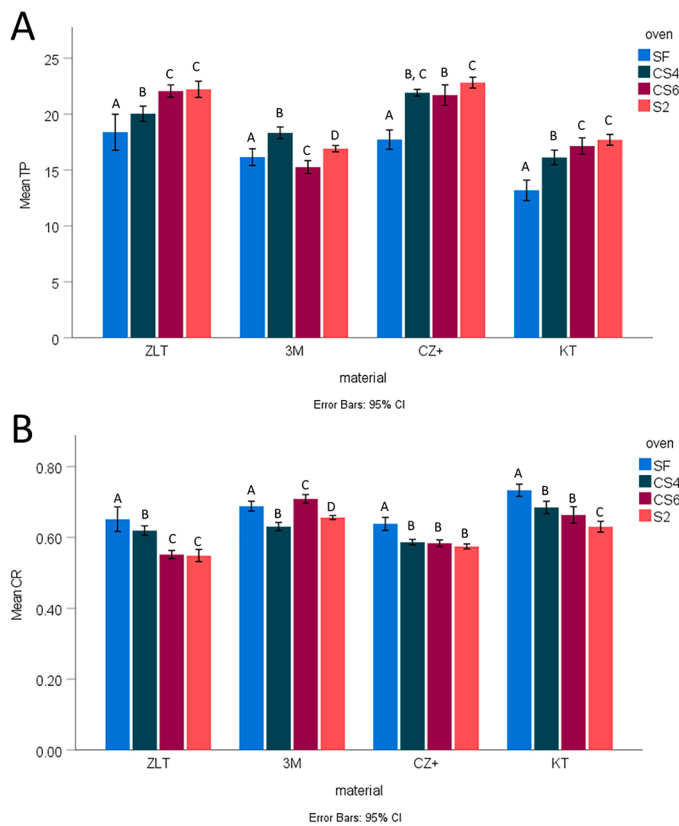 A
oven
SF
CS4
CS6
S2
Mean TP
25
20
15
10
5
0
A
B
C
C
A
B
C
D
A
B, C
B
C
A
B
C
C
ZLT
3M
CZ+
KT
material
Error Bars: 95% CI
B
oven
SF
CS4
CS6
S2
Mean CR
0.80
0.60
0.40
0.20
0.00
A
B
C
C
A
B
C
D
A
B
B
B
A
B
B
C
ZLT
3M
CZ+
KT
material
Error Bars: 95% CI